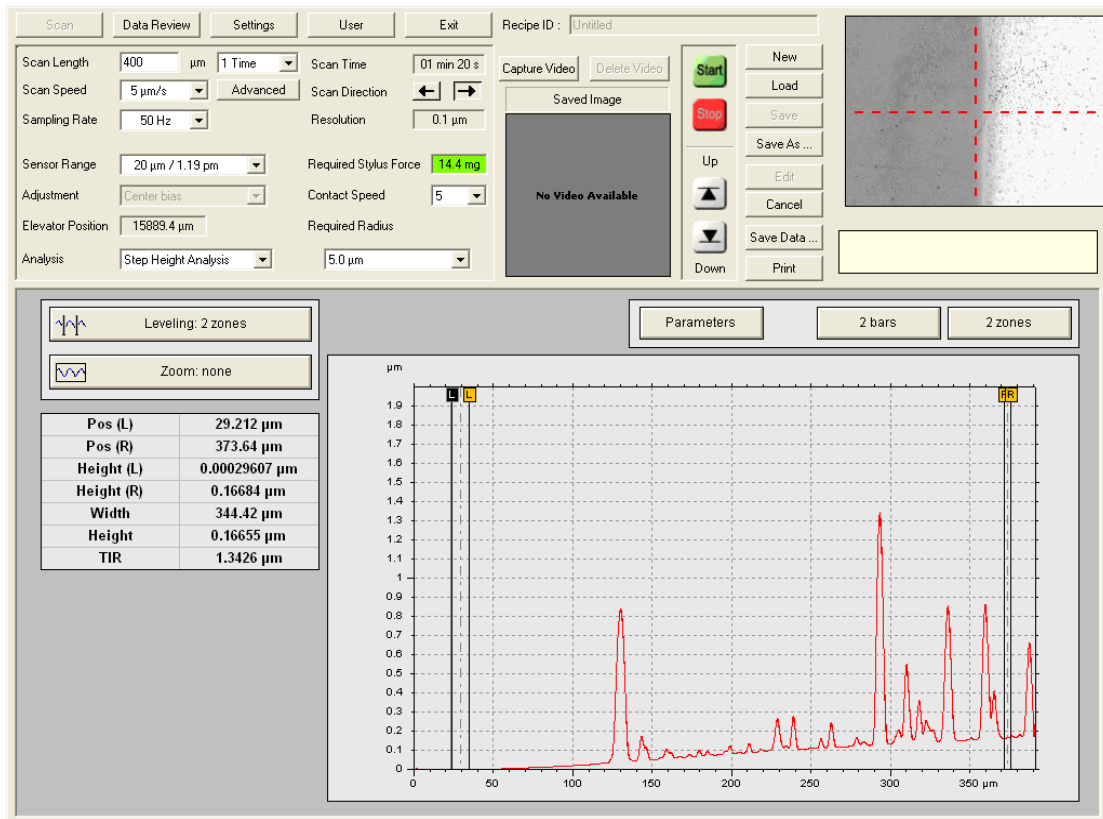 Scan Data Review Settings User Exit Recipe ID : Untitled
Scan Length 400 µm 1 Time Scan Time 01 min 20 s
Scan Speed 5 µm/s Advanced Scan Direction
Sampling Rate 50 Hz Resolution 0.1 µm
Sensor Range 20 µm / 1.19 pm Required Stylus Force 14.4 mg
Adjustment Center bias Contact Speed 5
Elevator Position 15889.4 µm Required Radius
Analysis Step Height Analysis 5.0 µm
Capture Video Delete Video
Saved Image
No Video Available
Start
Stop
Up
Down
New
Load
Save
Save As ...
Edit
Cancel
Save Data ...
Print
Leveling: 2 zones
Zoom: none
Parameters 2 bars 2 zones
Pos (L) 29.212 µm
Pos (R) 373.64 µm
Height (L) 0.00029607 µm
Height (R) 0.16684 µm
Width 344.42 µm
Height 0.16655 µm
TIR 1.3426 µm
µm
L L R
1.9
1.8
1.7
1.6
1.5
1.4
1.3
1.2
1.1
1
0.9
0.8
0.7
0.6
0.5
0.4
0.3
0.2
0.1
0
0 50 100 150 200 250 300 350 µm